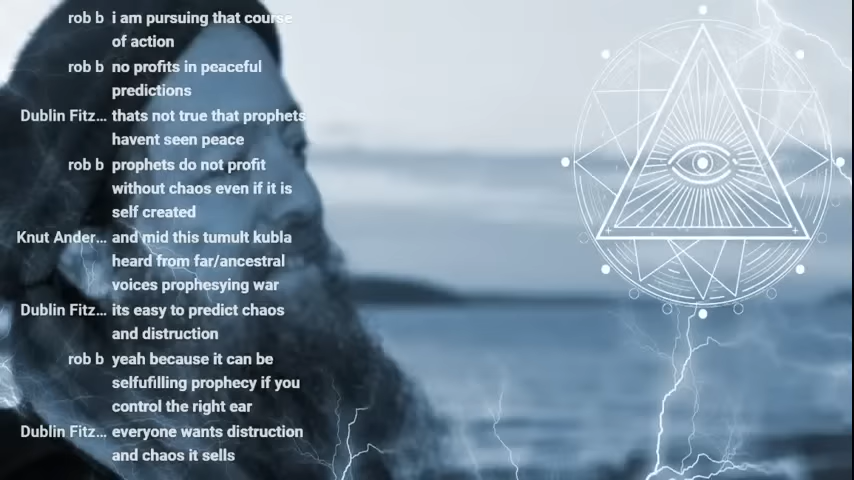 rob b i am pursuing that course
of action
rob b no profits in peaceful
predictions
Dublin Fitz... thats not true that prophets
havent seen peace
rob b prophets do not profit
without chaos even if it is
self created
Knut Ander... and mid this tumult kubla
heard from far/ancestral
voices prophesying war
Dublin Fitz... its easy to predict chaos
and distruction
rob b yeah because it can be
selfufilling prophecy if you
control the right ear
Dublin Fitz... everyone wants distruction
and chaos it sells